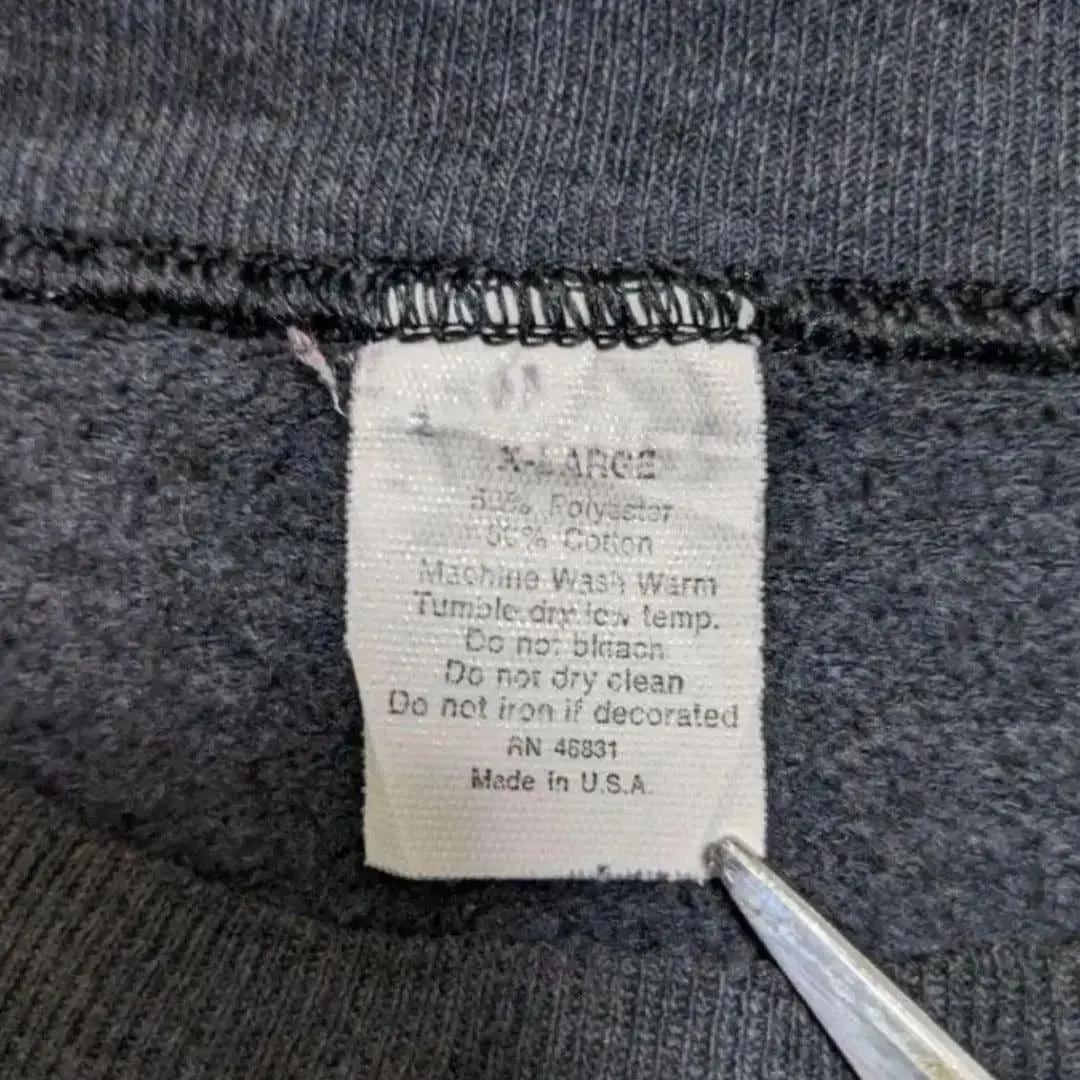 X-LARGE
50% Polyester
50% Cotton
Machine Wash Warm
Tumble dry low temp.
Do not bleach
Do not dry clean
Do not iron if decorated
RN 46831
Made in U.S.A.